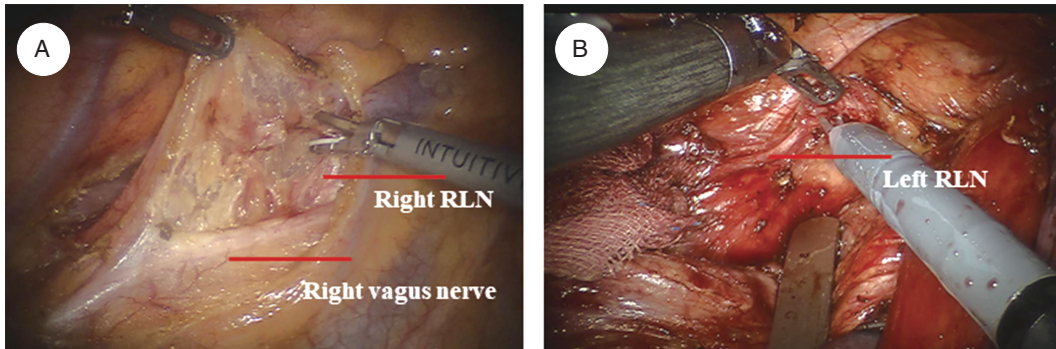 A
INTUITIV
Right RLN
Right vagus nerve
B
Left RLN